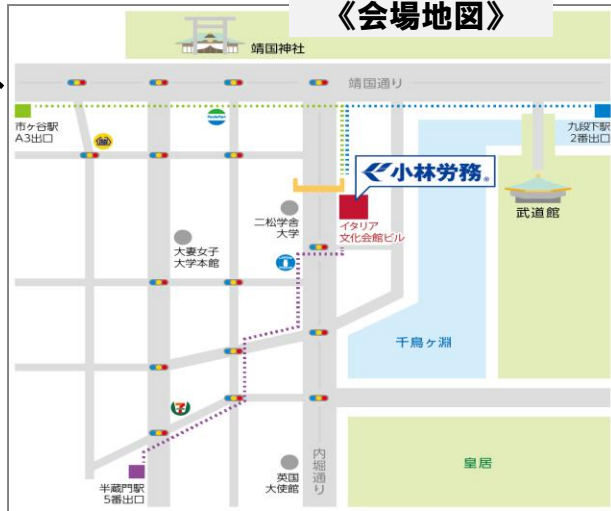 《会場地図》
靖国神社
靖国通り
市ヶ谷駅
A3出口
FamilyMart
九段下駅
2番出口
小林労務
武道館
二松学舎
大学
イタリア
文化会館ビル
大妻女子
大学本館
千鳥ヶ淵
7
内堀通り
皇居
半蔵門駅
5番出口
英国
大使館